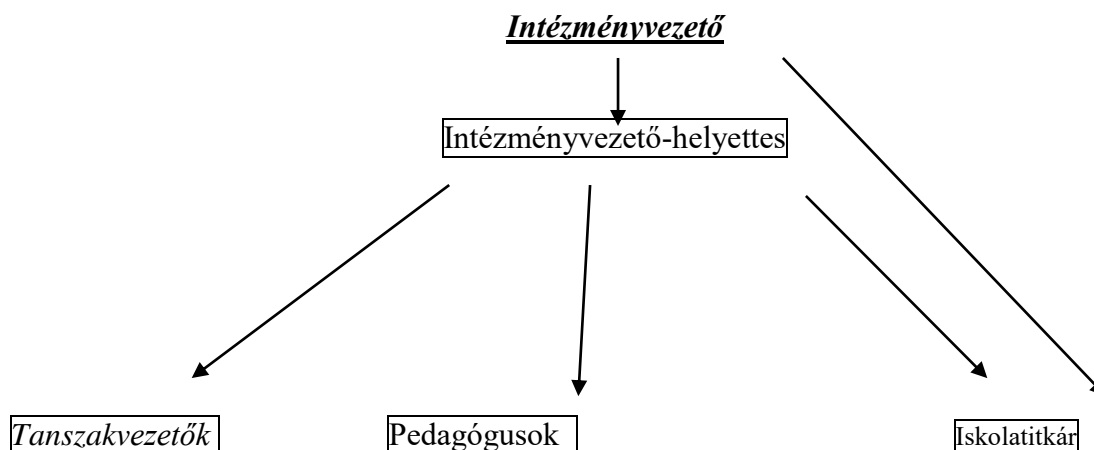 Intézményvezető
Intézményvezető-helyettes
Tanszakvezetők
Pedagógusok
Iskolatitkár